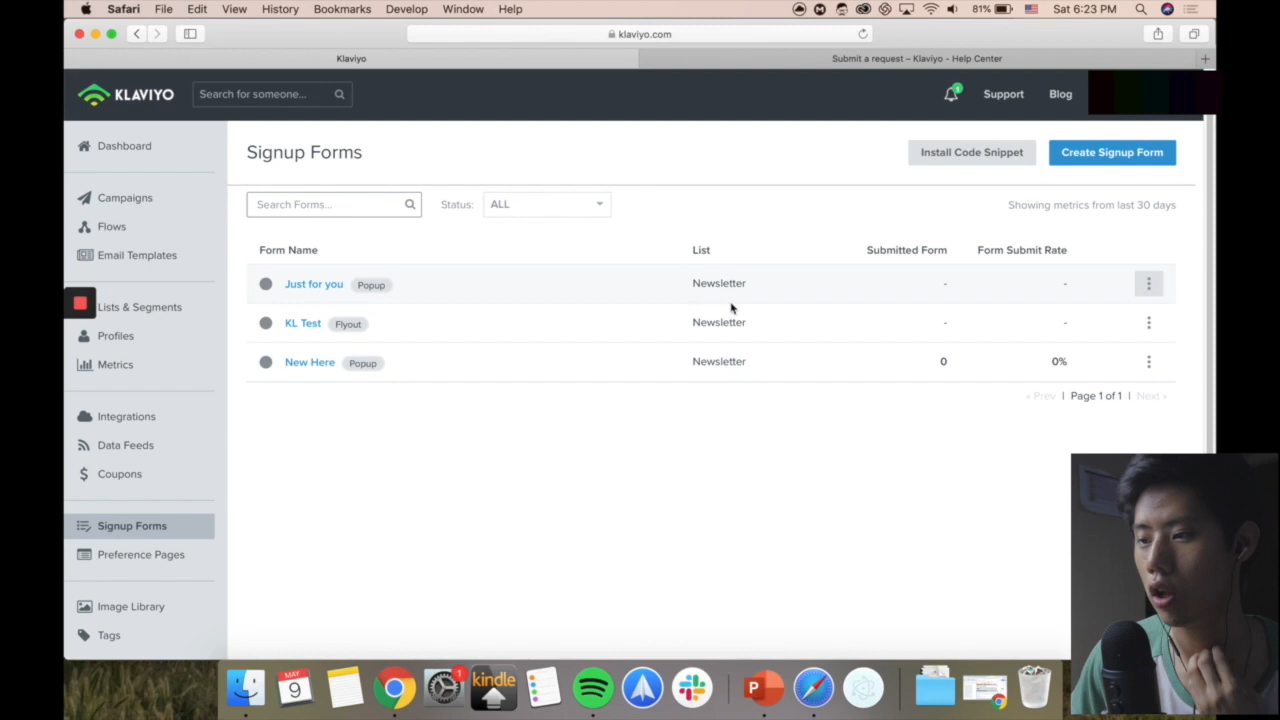 Safari File Edit View History Bookmarks Develop Window Help 81% Sat 6:23 PM
klaviyo.com
Klaviyo Submit a request – Klaviyo - Help Center
KLAVIYO Search for someone... 1 Support Blog
Dashboard
Campaigns
Flows
Email Templates
Lists & Segments
Profiles
Metrics
Integrations
Data Feeds
Coupons
Signup Forms
Preference Pages
Image Library
Tags
Signup Forms Install Code Snippet Create Signup Form
Search Forms... Status: ALL Showing metrics from last 30 days
Form Name List Submitted Form Form Submit Rate
Just for you Popup Newsletter - -
KL Test Flyout Newsletter - -
New Here Popup Newsletter 0 0%
« Prev | Page 1 of 1 | Next »
MAY
9
1
kindle
P